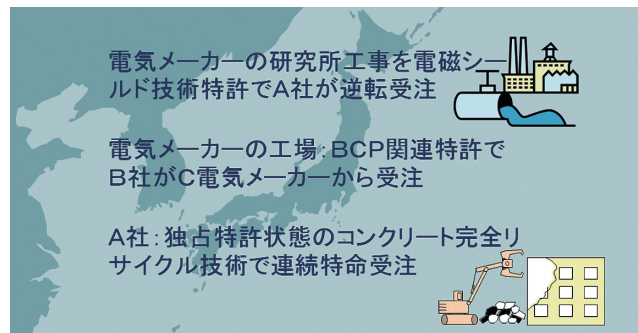 電気メーカーの研究所工事を電磁シー
ルド技術特許でA社が逆転受注
電気メーカーの工場：BCP関連特許で
B社がC電気メーカーから受注
A社：独占特許状態のコンクリート完全リ
サイクル技術で連続特命受注